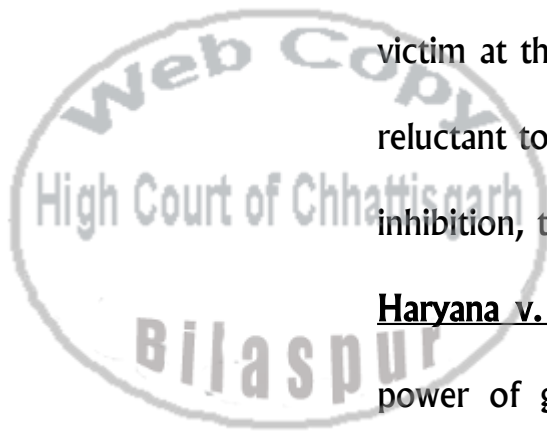 Web Copy
victim at th
reluctant to
High Court of Chhattisgarh
inhibition, t
Haryana v.
Bilaspur
power of g